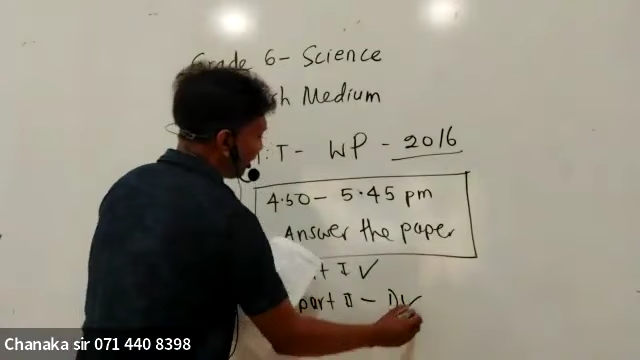 Grade 6- Science
Medium
T- WP - 2016
4.50 - 5.45 pm
Answer the paper
I ✓
part II -
Chanaka sir 071 440 8398